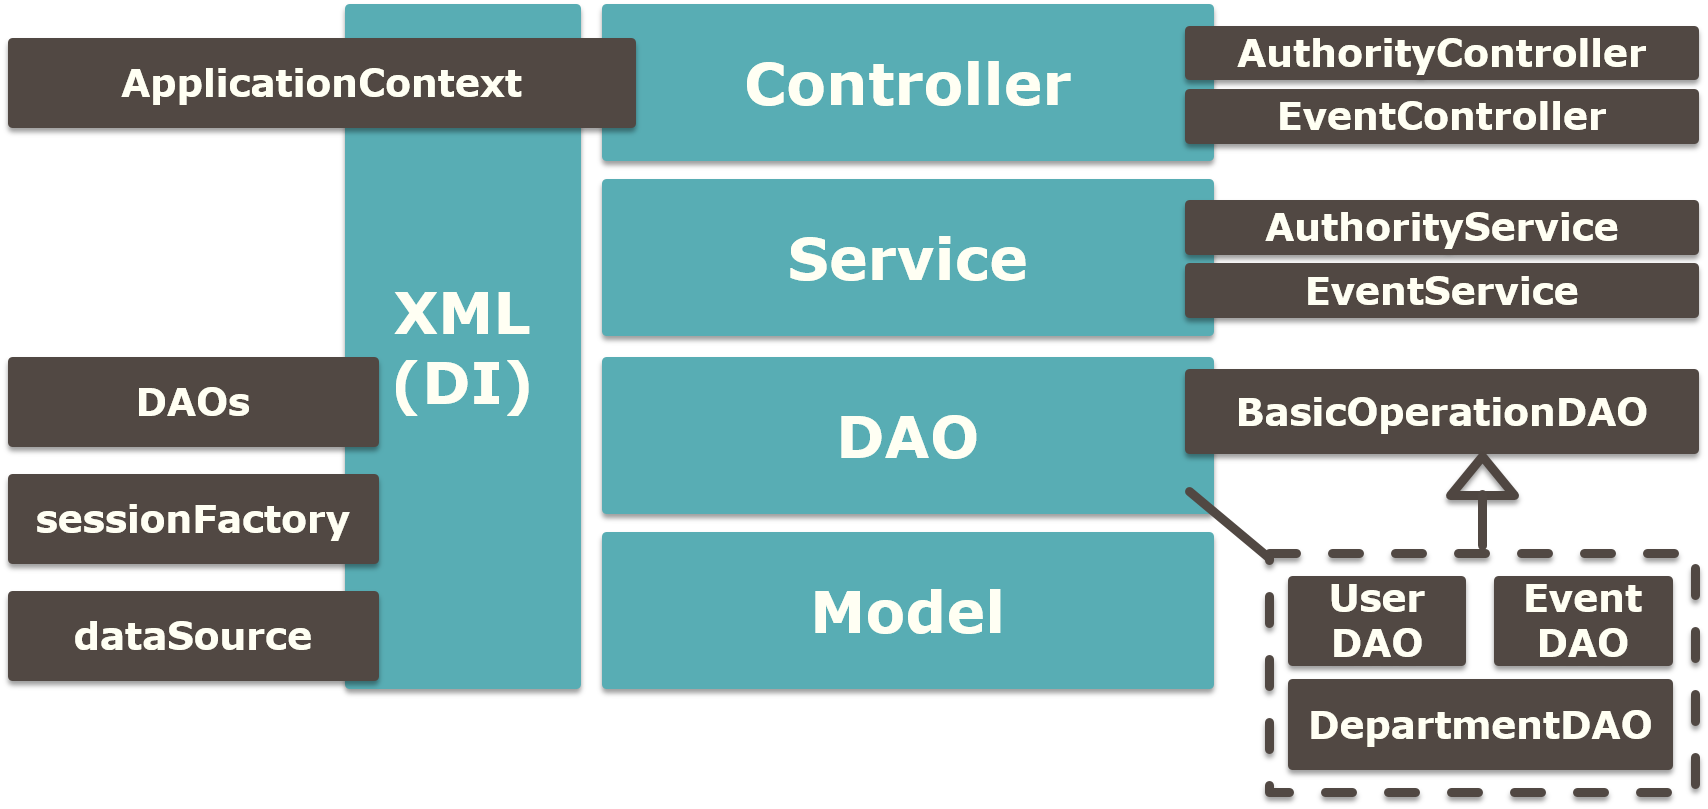 ApplicationContext
Controller
AuthorityController
EventController
Service
AuthorityService
EventService
XML
(DI)
DAOs
sessionFactory
dataSource
DAO
BasicOperationDAO
Model
User
DAO
Event
DAO
DepartmentDAO